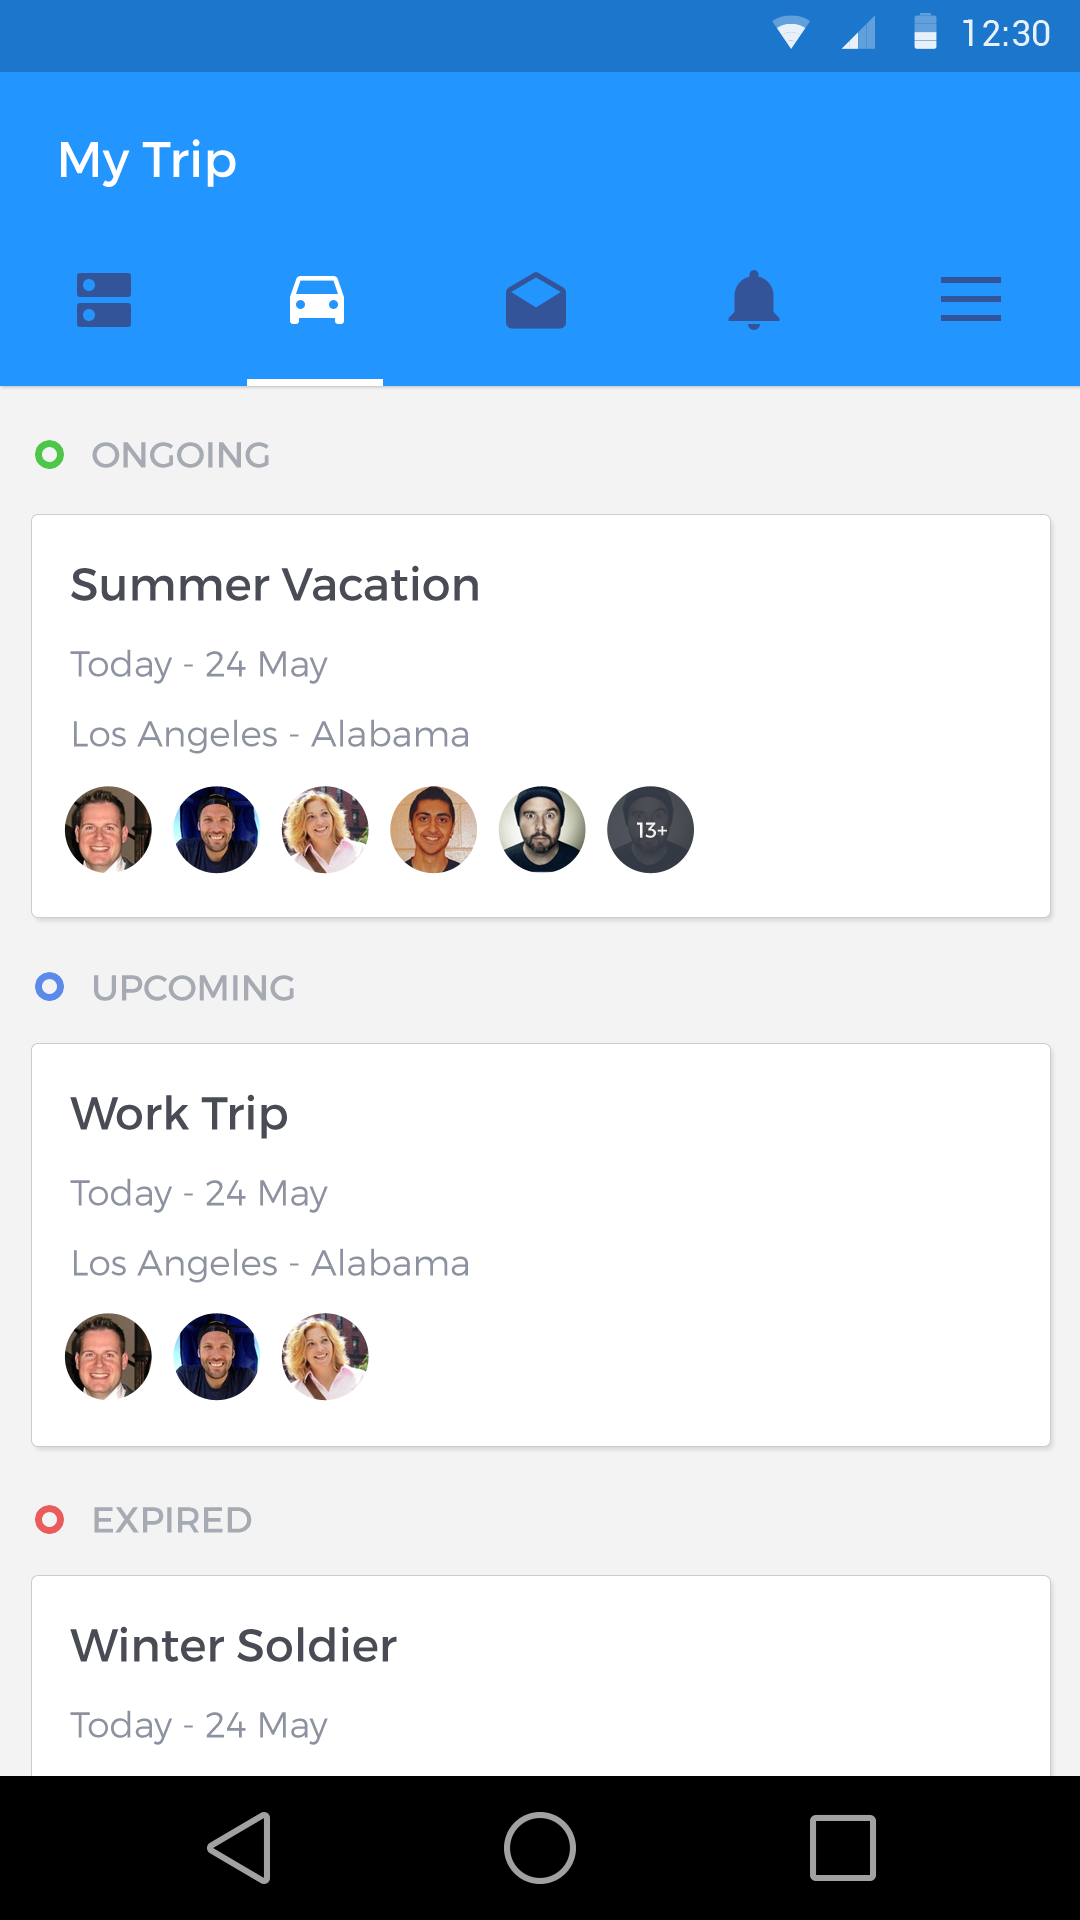 12:30
My Trip
ONGOING
Summer Vacation
Today - 24 May
Los Angeles - Alabama
13+
UPCOMING
Work Trip
Today - 24 May
Los Angeles - Alabama
EXPIRED
Winter Soldier
Today - 24 May